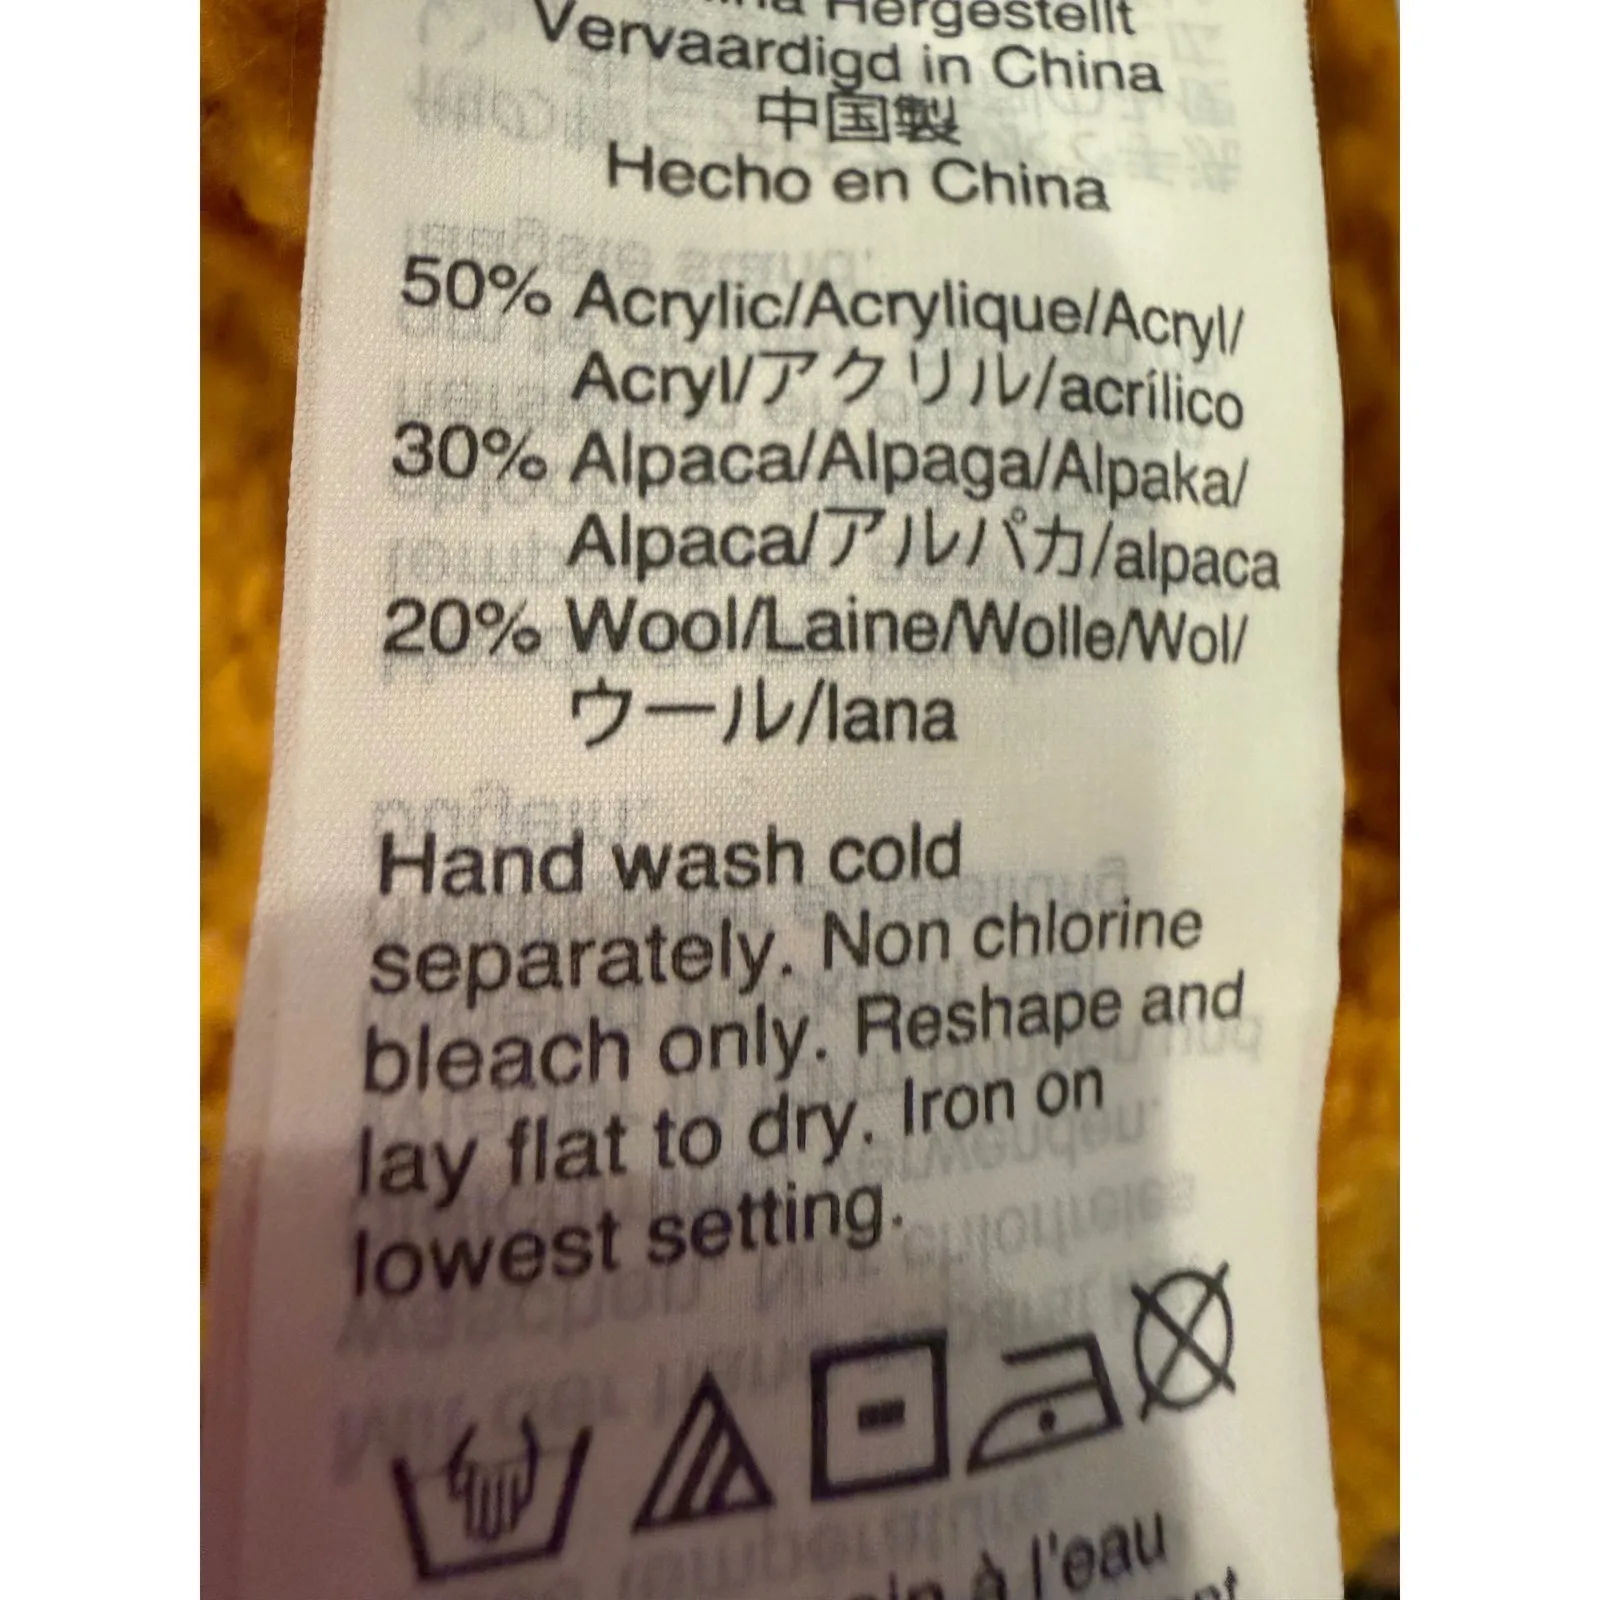 Hergestellt
Vervaardigd in China
中国製
Hecho en China
50% Acrylic/Acrylique/Acryl/
Acryl/アクリル/acrílico
30% Alpaca/Alpaga/Alpaka/
Alpaca/アルパカ/alpaca
20% Wool/Laine/Wolle/Wol/
ウール/lana
Hand wash cold
separately. Non chlorine
bleach only. Reshape and
lay flat to dry. Iron on
lowest setting.
à l'eau